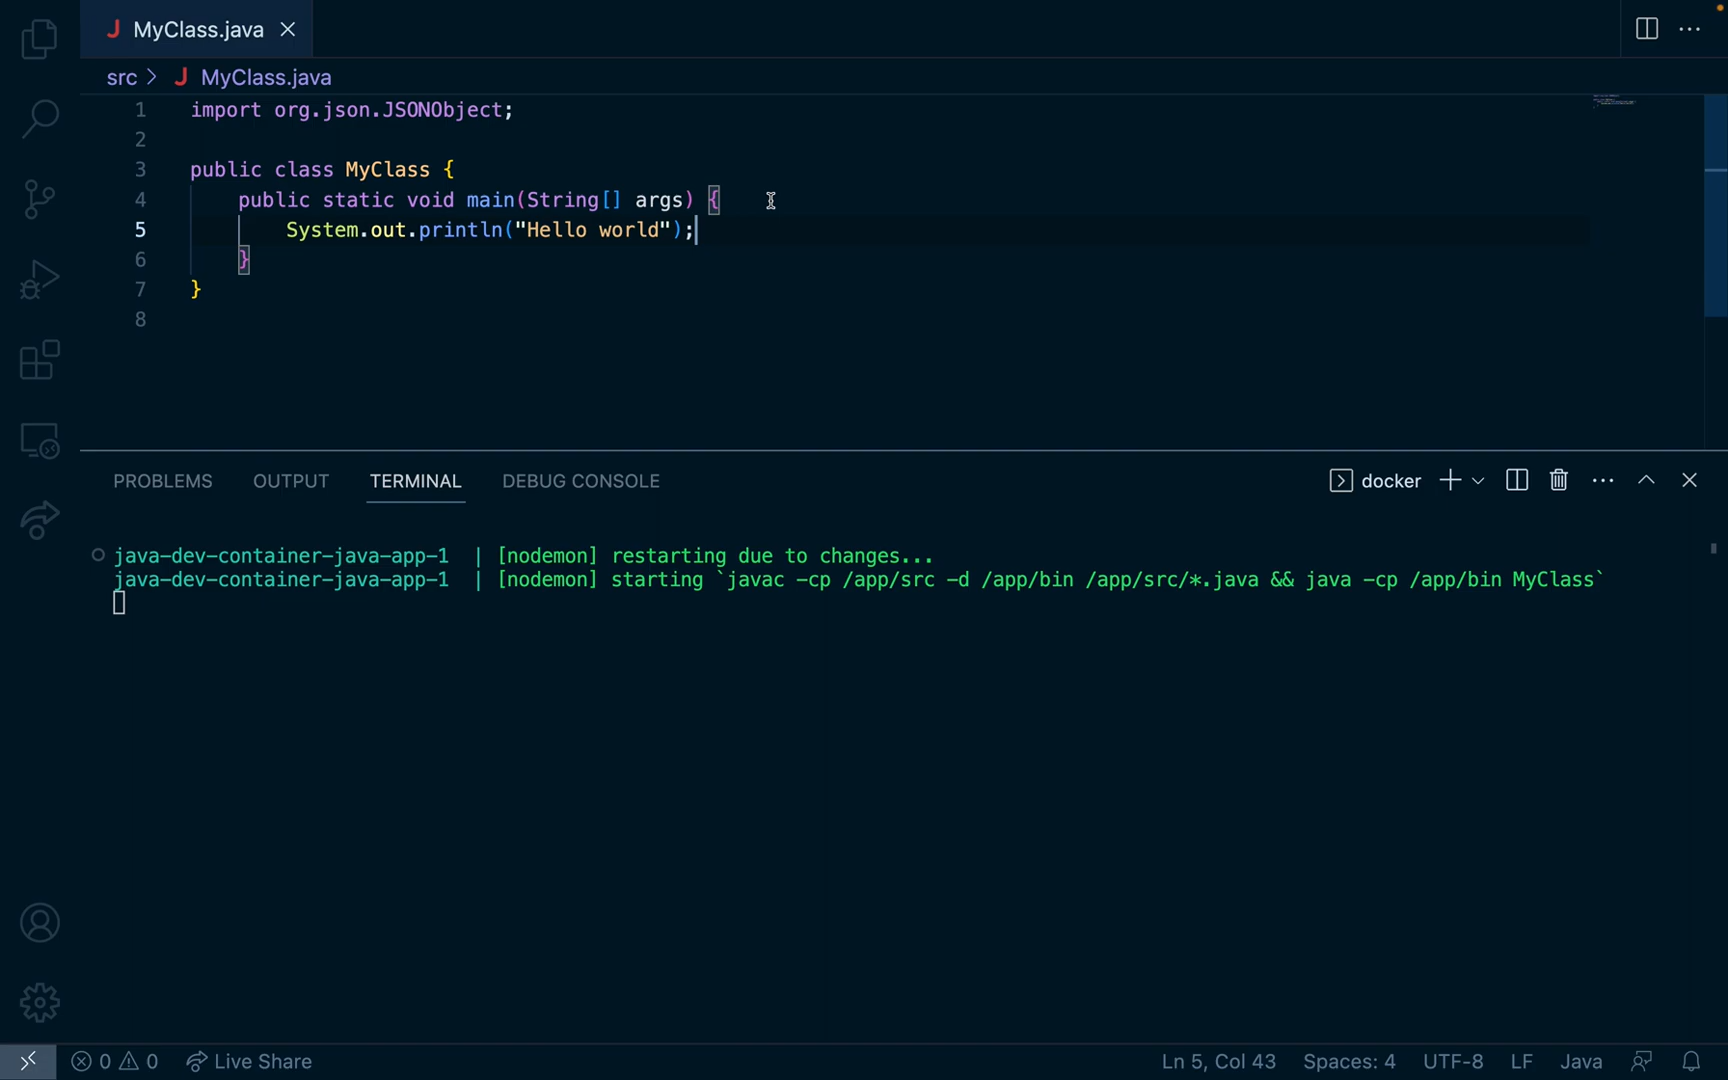 MyClass.java
src > MyClass.java
1 import org.json.JSONObject;
2
3 public class MyClass {
4 public static void main(String[] args) {
5 System.out.println("Hello world");
6 }
7 }
8
PROBLEMS OUTPUT TERMINAL DEBUG CONSOLE docker
java-dev-container-java-app-1 | [nodemon] restarting due to changes...
java-dev-container-java-app-1 | [nodemon] starting `javac -cp /app/src -d /app/bin /app/src/*.java && java -cp /app/bin MyClass`
0 0 Live Share Ln 5, Col 43 Spaces: 4 UTF-8 LF Java